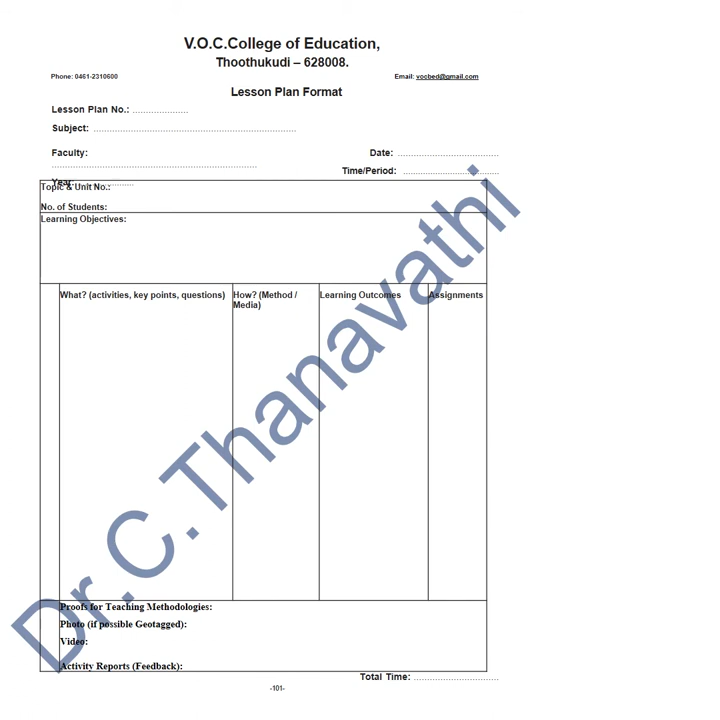 V.O.C.College of Education,
Thoothukudi – 628008.
Phone: 0461-2310600 Email: vocbed@gmail.com
Lesson Plan Format
Lesson Plan No.: ....................
Subject: .........................................................................
Faculty: Date: ....................................
..........................................................................
Time/Period: ..................................
Year: ....................
Topic & Unit No.:
No. of Students:
Learning Objectives:
What? (activities, key points, questions) How? (Method / Learning Outcomes Assignments
Media)
Dr.C.Thanavathi
Proofs for Teaching Methodologies:
Photo (if possible Geotagged):
Video:
Activity Reports (Feedback):
Total Time: ..............................
-101-